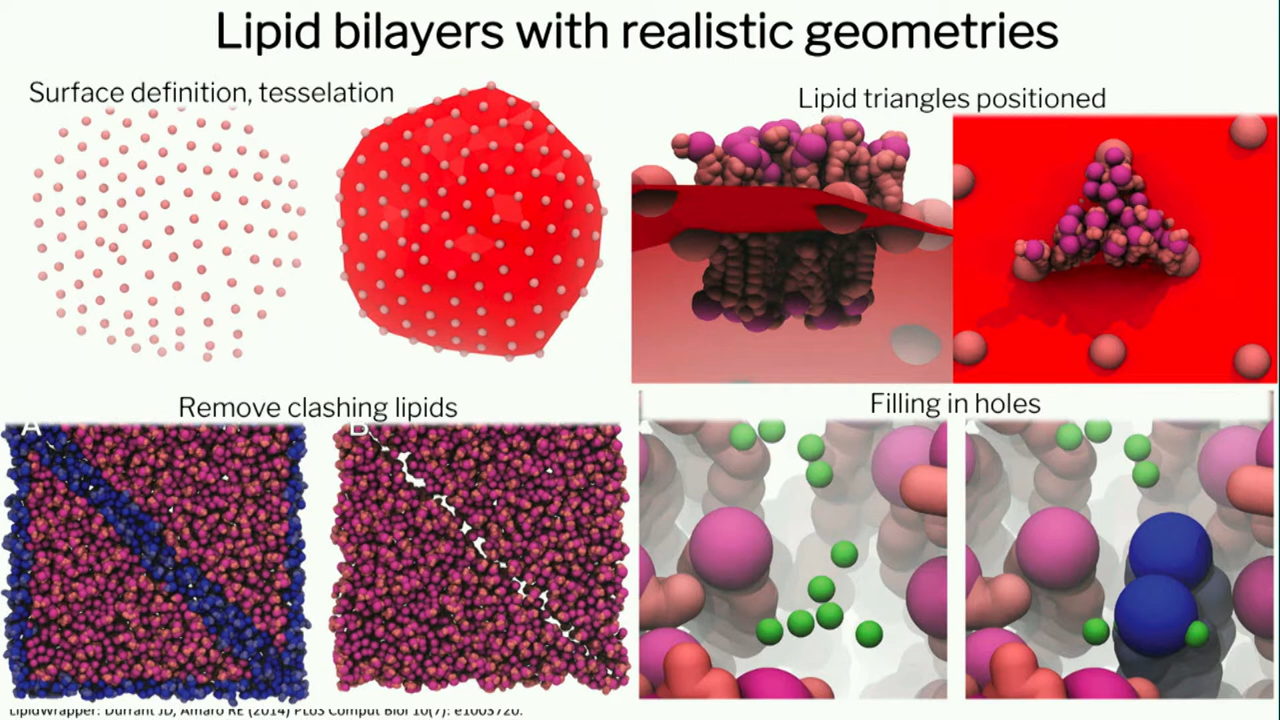 Lipid bilayers with realistic geometries
Surface definition, tesselation
Lipid triangles positioned
Remove clashing lipids
Filling in holes
A
B
LipidWrapper: Durrant JD, Amaro RE (2014) PLoS Comput Biol 10(7): e1003720.